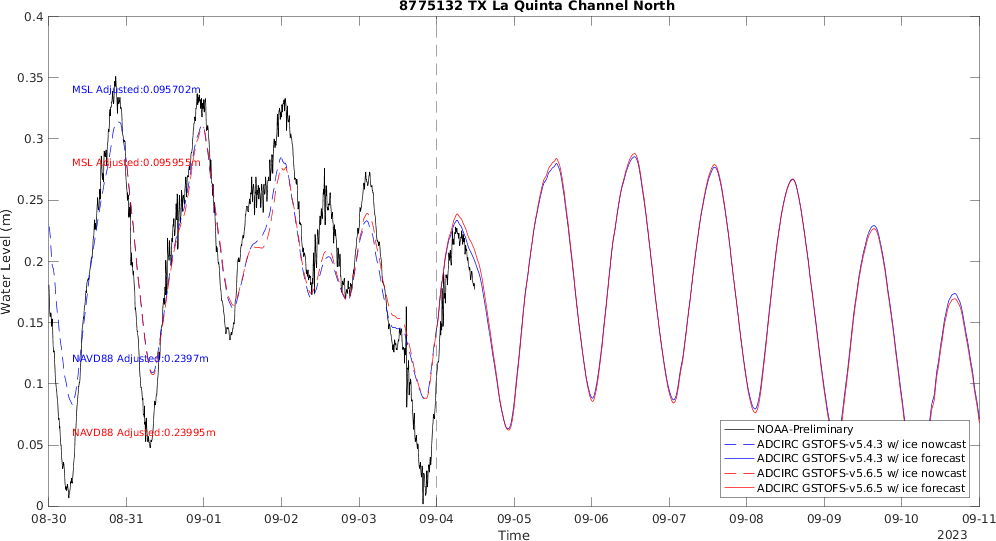 8775132 TX La Quinta Channel North
0.4
0.35
0.3
0.25
0.2
0.15
0.1
0.05
0
Water Level (m)
MSL Adjusted:0.095702m
MSL Adjusted:0.095955m
NAVD88 Adjusted:0.2397m
NAVD88 Adjusted:0.23995m
NOAA-Preliminary
ADCIRC GSTOFS-v5.4.3 w/ ice nowcast
ADCIRC GSTOFS-v5.4.3 w/ ice forecast
ADCIRC GSTOFS-v5.6.5 w/ ice nowcast
ADCIRC GSTOFS-v5.6.5 w/ ice forecast
08-30 08-31 09-01 09-02 09-03 09-04 09-05 09-06 09-07 09-08 09-09 09-10 09-11
Time
2023